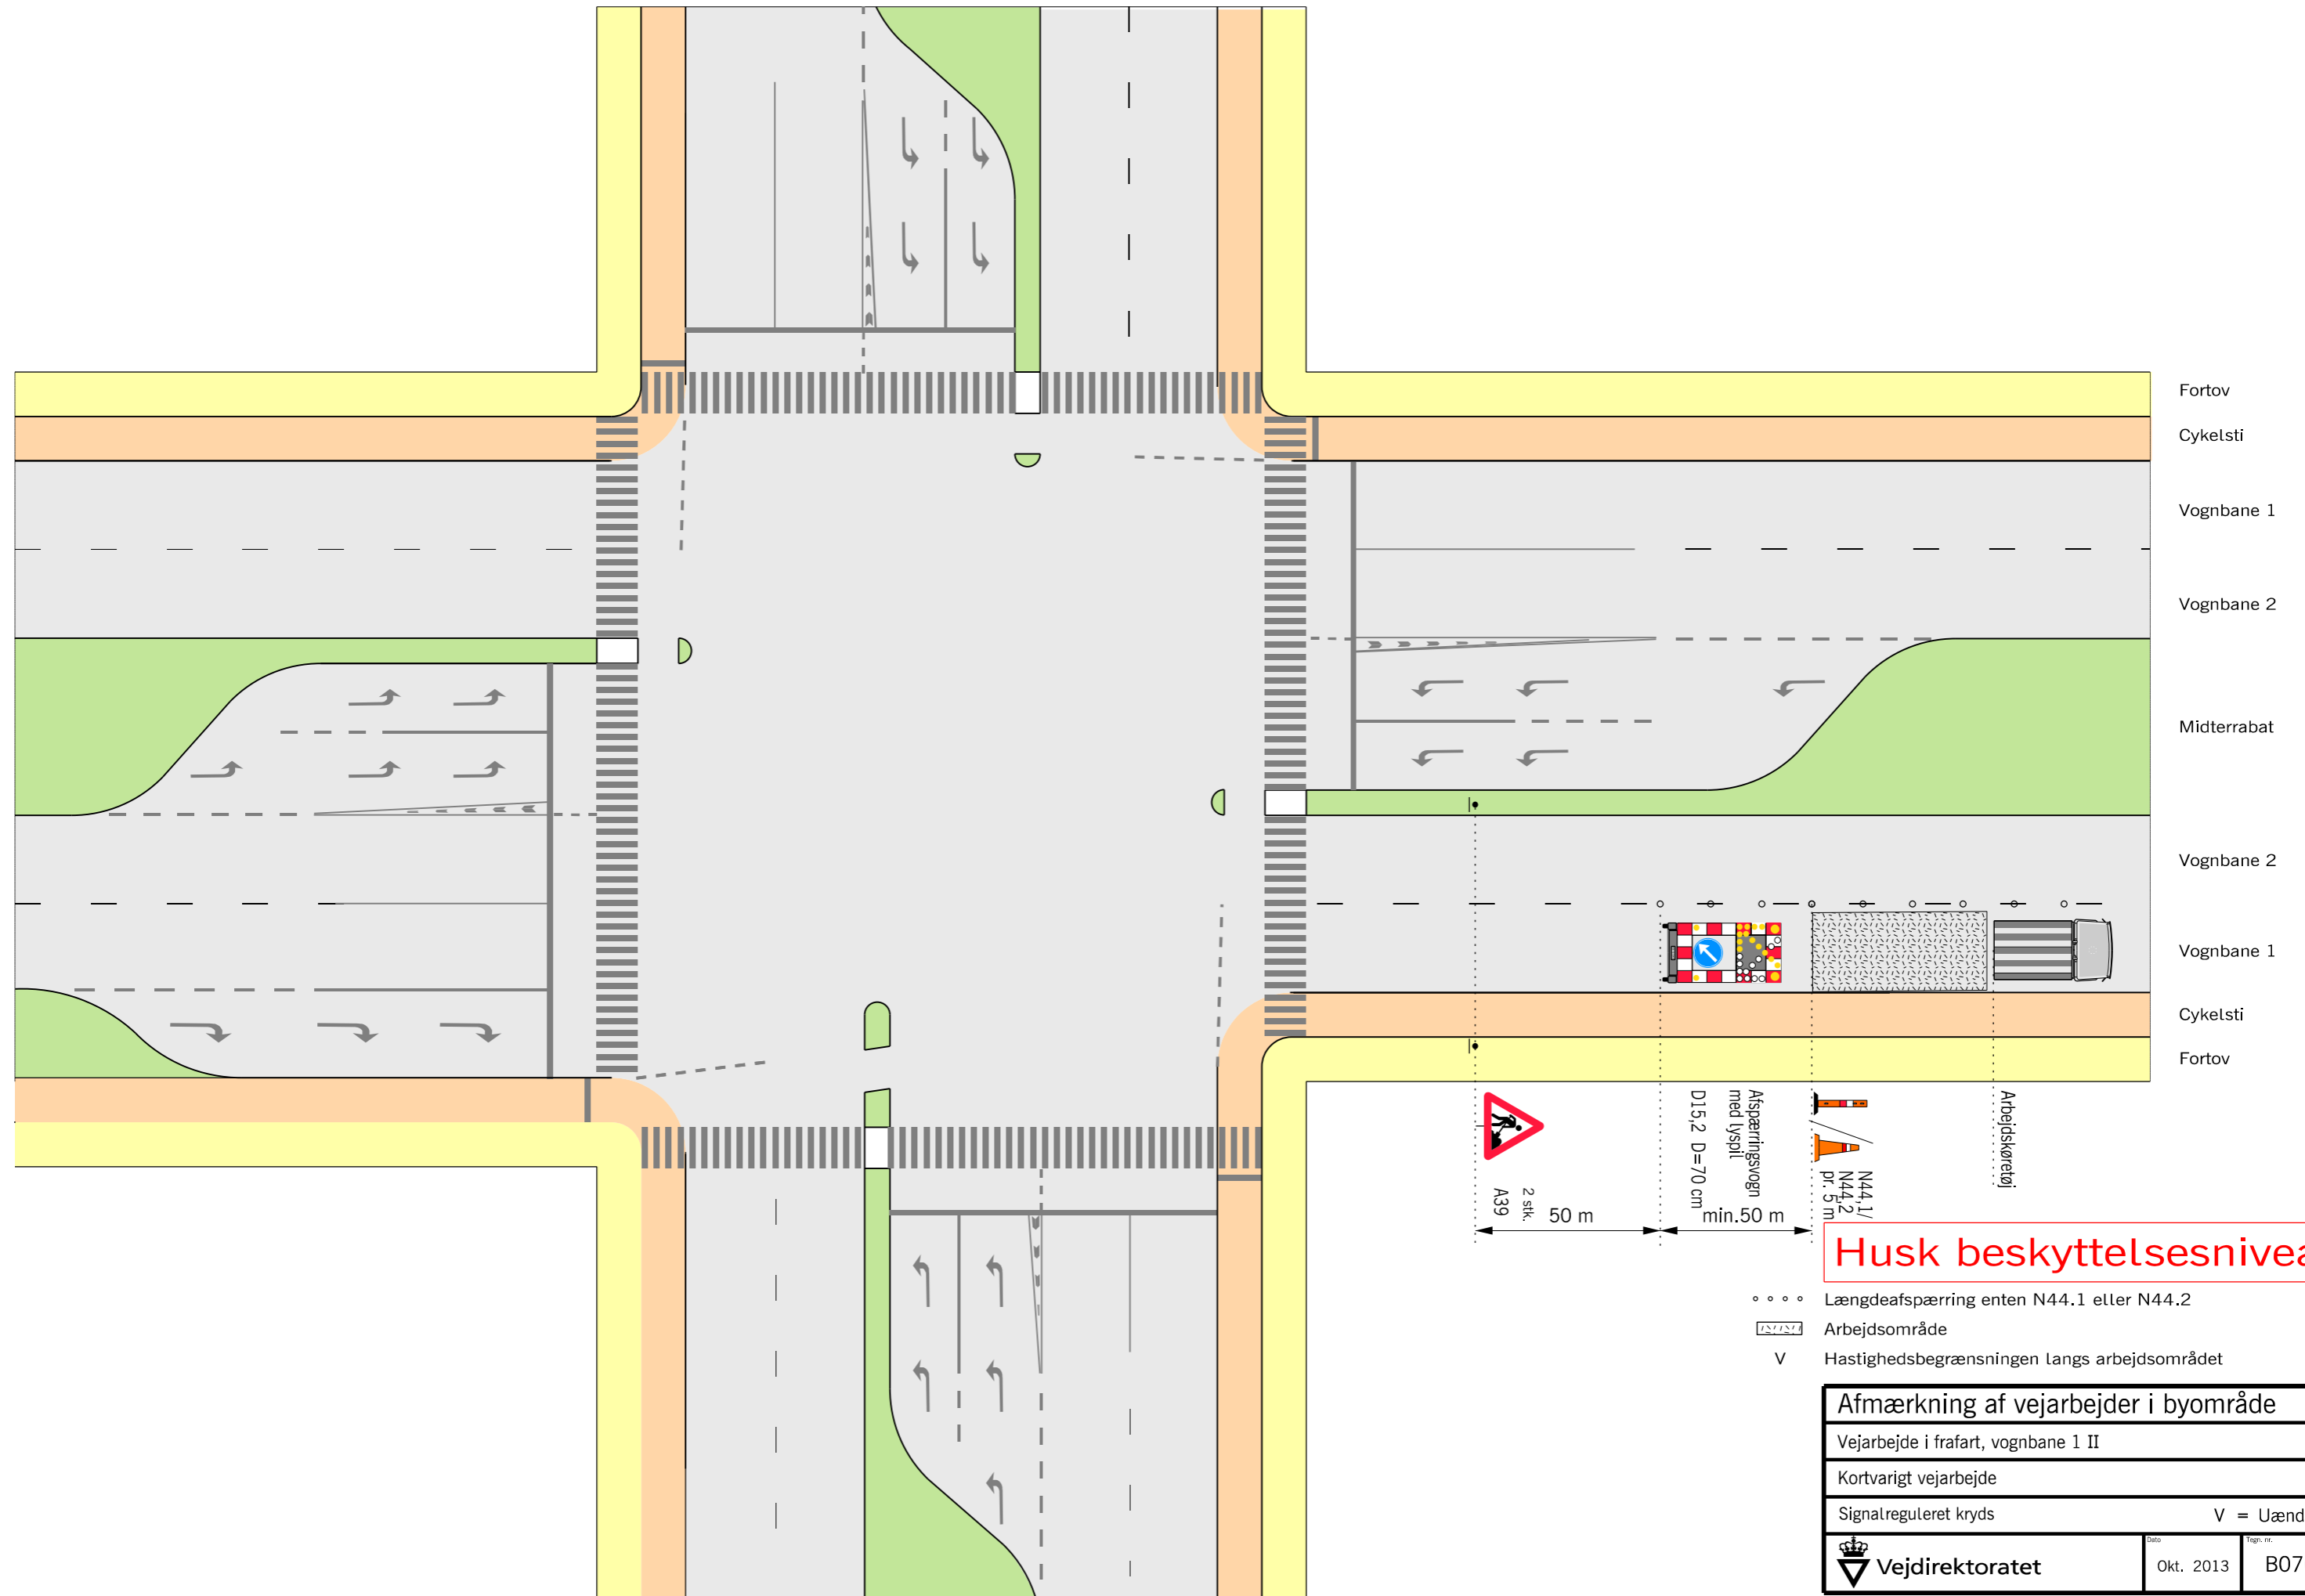 Fortov
Cykelsti
Vognbane 1
Vognbane 2
Midterrabat
Vognbane 2
Vognbane 1
Cykelsti
Fortov
2 stk.
A39
Afspærringsvogn
med lyspil
D15,2 D=70 cm
N44,1/
N44,2
pr. 5 m
Arbejdskøretøj
50 m
min.50 m
Husk beskyttelsesnivea
Længdeafspærring enten N44.1 eller N44.2
Arbejdsområde
V Hastighedsbegrænsningen langs arbejdsområdet
Afmærkning af vejarbejder i byområde
Vejarbejde i frafart, vognbane 1 II
Kortvarigt vejarbejde
Signalreguleret kryds V = Uænd
Vejdirektoratet
Dato
Okt. 2013
Tegn. nr.
B07